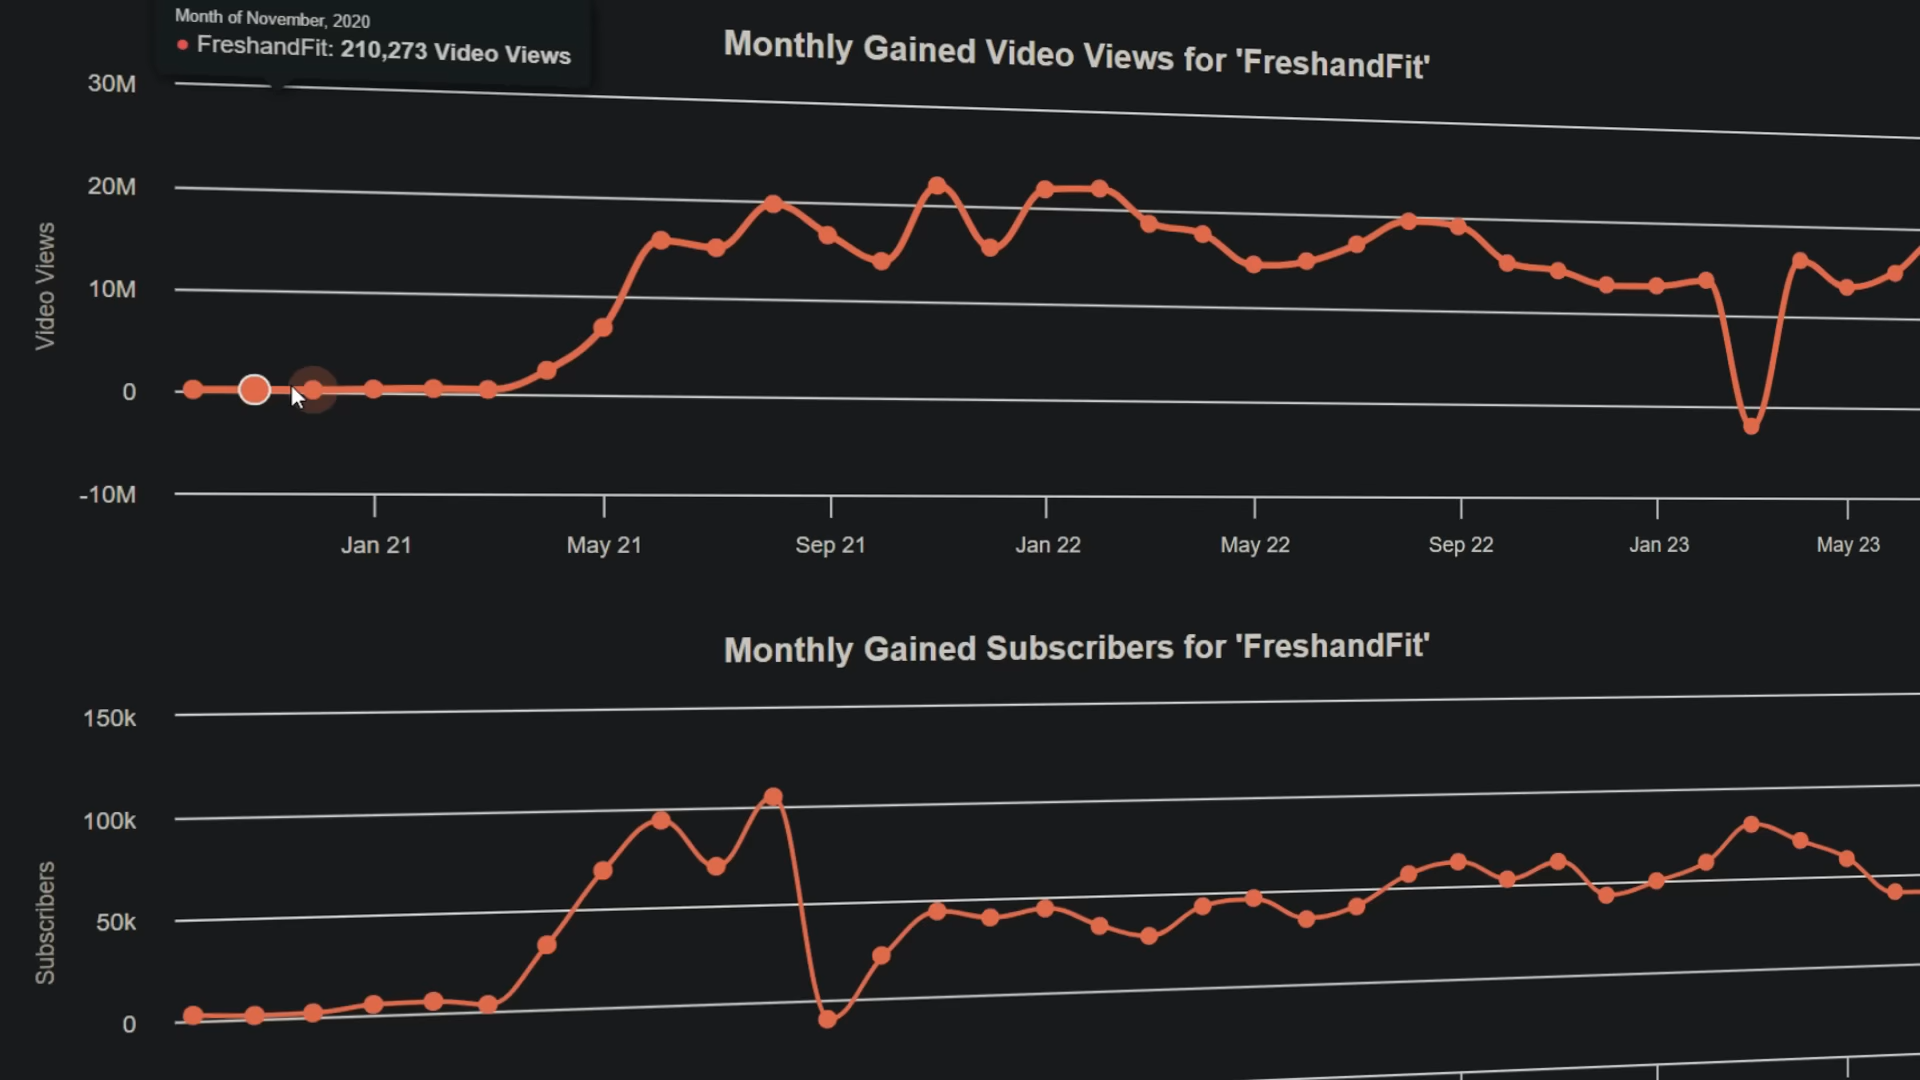 Month of November, 2020
FreshandFit: 210,273 Video Views
Monthly Gained Video Views for 'FreshandFit'
30M
20M
10M
0
-10M
Video Views
Jan 21
May 21
Sep 21
Jan 22
May 22
Sep 22
Jan 23
May 23
Monthly Gained Subscribers for 'FreshandFit'
150k
100k
50k
0
Subscribers